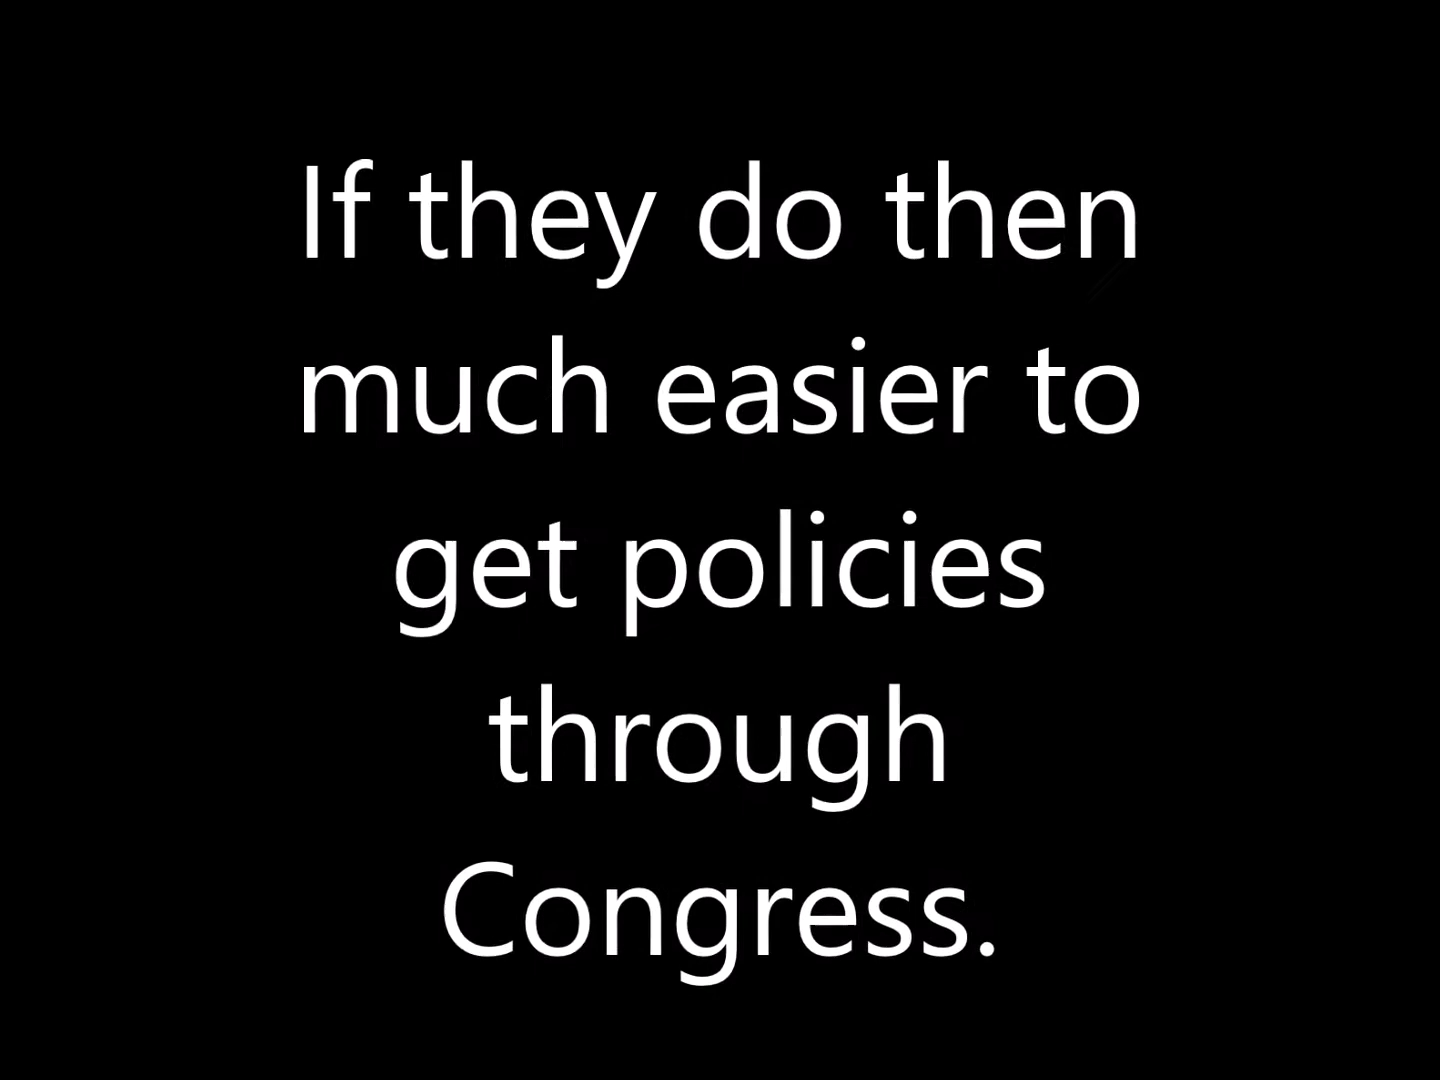 If they do then
much easier to
get policies
through
Congress.